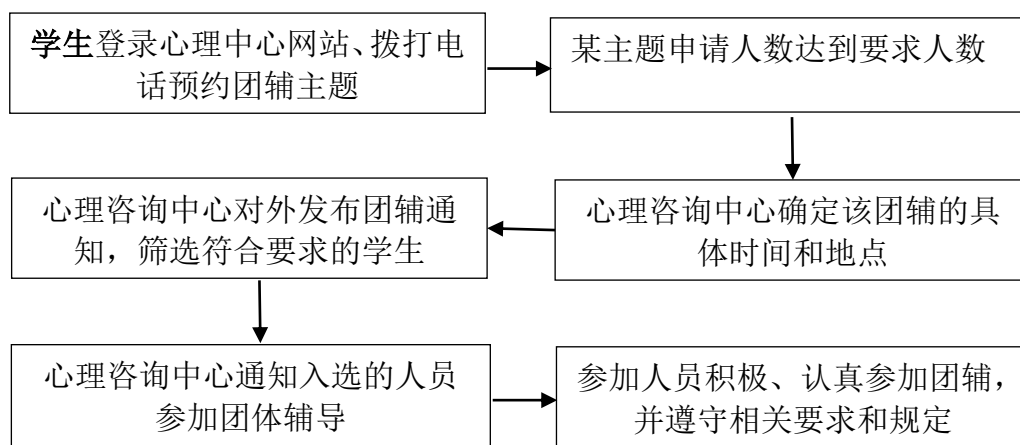 学生登录心理中心网站、拨打电
话预约团辅主题
某主题申请人数达到要求人数
心理咨询中心确定该团辅的具
体时间和地点
心理咨询中心对外发布团辅通
知，筛选符合要求的学生
心理咨询中心通知入选的人员
参加团体辅导
参加人员积极、认真参加团辅，
并遵守相关要求和规定